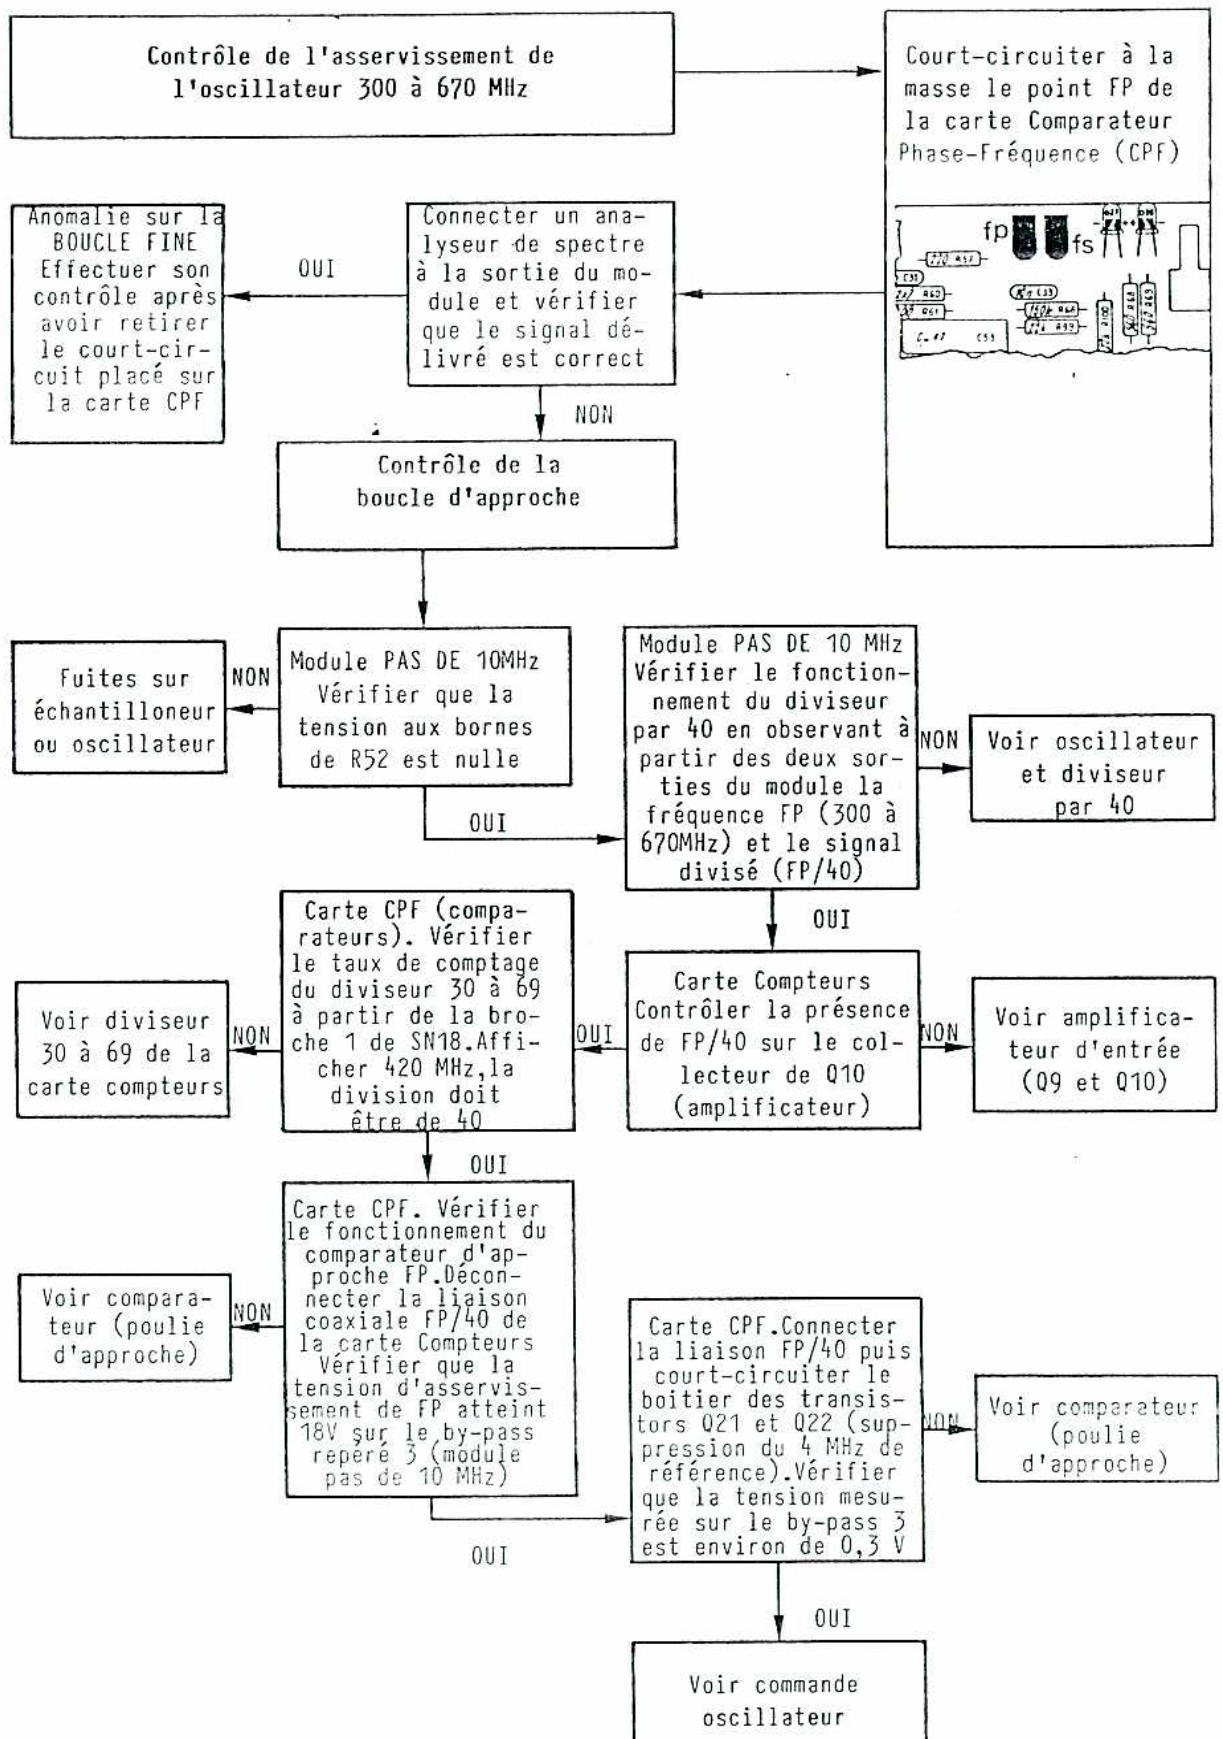 Contrôle de l'asservissement de
l'oscillateur 300 à 670 MHz
Court-circuiter à la
masse le point FP de
la carte Comparateur
Phase-Fréquence (CPF)
fp
fs
Connecter un ana-
lyseur de spectre
à la sortie du mo-
dule et vérifier
que le signal dé-
livré est correct
OUI
Anomalie sur la
BOUCLE FINE
Effectuer son
contrôle après
avoir retirer
le court-cir-
cuit placé sur
la carte CPF
NON
Contrôle de la
boucle d'approche
Module PAS DE 10MHz
Vérifier que la
tension aux bornes
de R52 est nulle
NON
Fuites sur
échantilloneur
ou oscillateur
OUI
Module PAS DE 10 MHz
Vérifier le fonction-
nement du diviseur
par 40 en observant à
partir des deux sor-
ties du module la
fréquence FP (300 à
670MHz) et le signal
divisé (FP/40)
NON
Voir oscillateur
et diviseur
par 40
OUI
Carte Compteurs
Contrôler la présence
de FP/40 sur le col-
lecteur de Q10
(amplificateur)
NON
Voir amplifica-
teur d'entrée
(Q9 et Q10)
OUI
Carte CPF (compa-
rateurs). Vérifier
le taux de comptage
du diviseur 30 à 69
à partir de la bro-
che 1 de SN18.Affi-
cher 420 MHz,la
division doit
être de 40
NON
Voir diviseur
30 à 69 de la
carte compteurs
OUI
Carte CPF. Vérifier
le fonctionnement du
comparateur d'ap-
proche FP.Décon-
necter la liaison
coaxiale FP/40 de
la carte Compteurs
Vérifier que la
tension d'asservis-
sement de FP atteint
18V sur le by-pass
repéré 3 (module
pas de 10 MHz)
NON
Voir compara-
teur (poulie
d'approche)
OUI
Carte CPF.Connecter
la liaison FP/40 puis
court-circuiter le
boitier des transis-
tors Q21 et Q22 (sup-
pression du 4 MHz de
référence).Vérifier
que la tension mesu-
rée sur le by-pass 3
est environ de 0,3 V
NON
Voir comparateur
(poulie
d'approche)
OUI
Voir commande
oscillateur